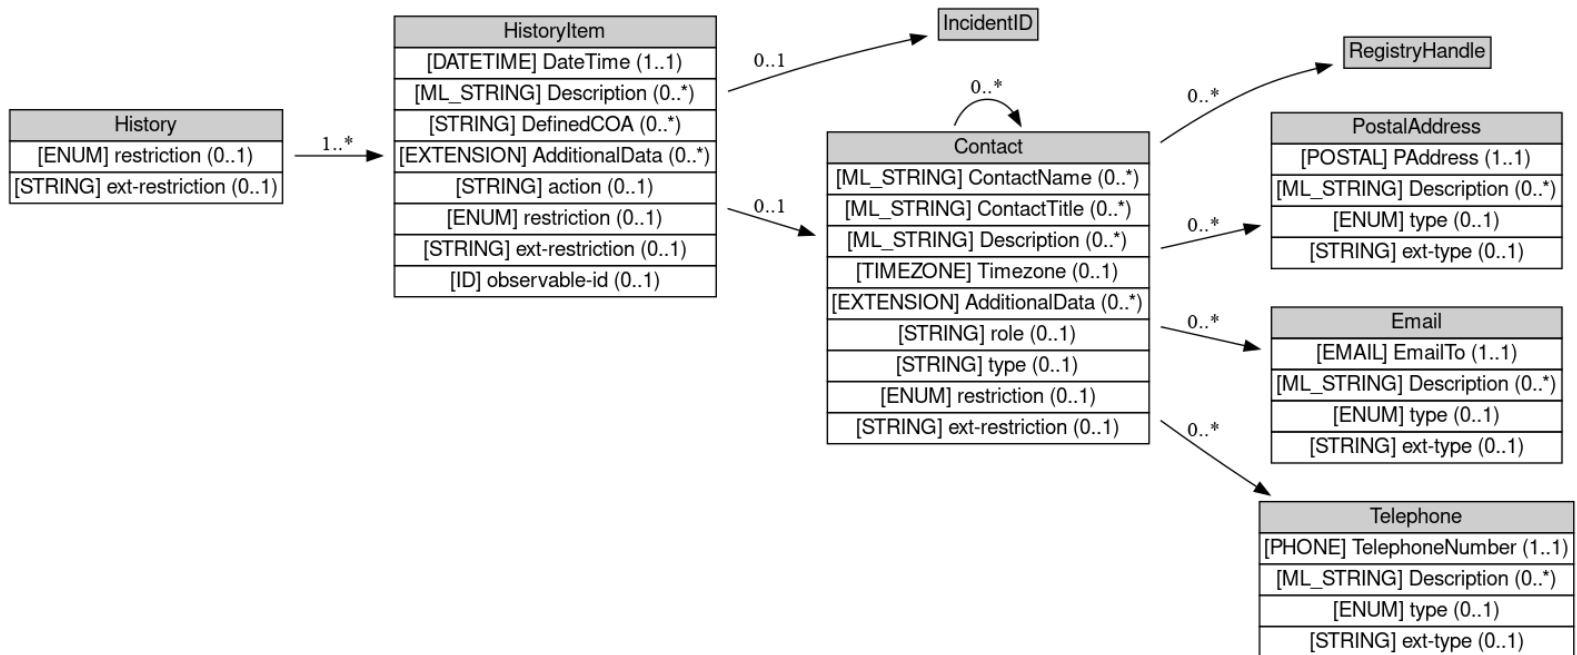 History
[ENUM] restriction (0..1)
[STRING] ext-restriction (0..1)
1..*
HistoryItem
[DATETIME] DateTime (1..1)
[ML_STRING] Description (0..*)
[STRING] DefinedCOA (0..*)
[EXTENSION] AdditionalData (0..*)
[STRING] action (0..1)
[ENUM] restriction (0..1)
[STRING] ext-restriction (0..1)
[ID] observable-id (0..1)
0..1
IncidentID
0..1
0..*
Contact
[ML_STRING] ContactName (0..*)
[ML_STRING] ContactTitle (0..*)
[ML_STRING] Description (0..*)
[TIMEZONE] Timezone (0..1)
[EXTENSION] AdditionalData (0..*)
[STRING] role (0..1)
[STRING] type (0..1)
[ENUM] restriction (0..1)
[STRING] ext-restriction (0..1)
0..*
RegistryHandle
0..*
PostalAddress
[POSTAL] PAddress (1..1)
[ML_STRING] Description (0..*)
[ENUM] type (0..1)
[STRING] ext-type (0..1)
0..*
Email
[EMAIL] EmailTo (1..1)
[ML_STRING] Description (0..*)
[ENUM] type (0..1)
[STRING] ext-type (0..1)
0..*
Telephone
[PHONE] TelephoneNumber (1..1)
[ML_STRING] Description (0..*)
[ENUM] type (0..1)
[STRING] ext-type (0..1)